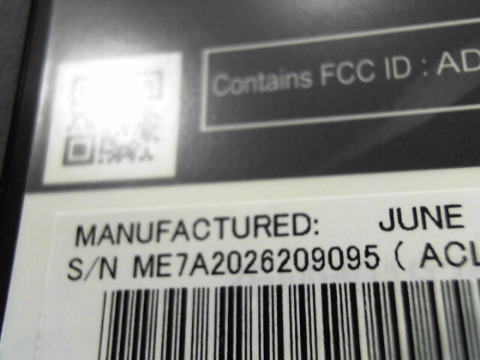 Contains FCC ID : AD
MANUFACTURED: JUNE
S/N ME7A2026209095 ( ACL